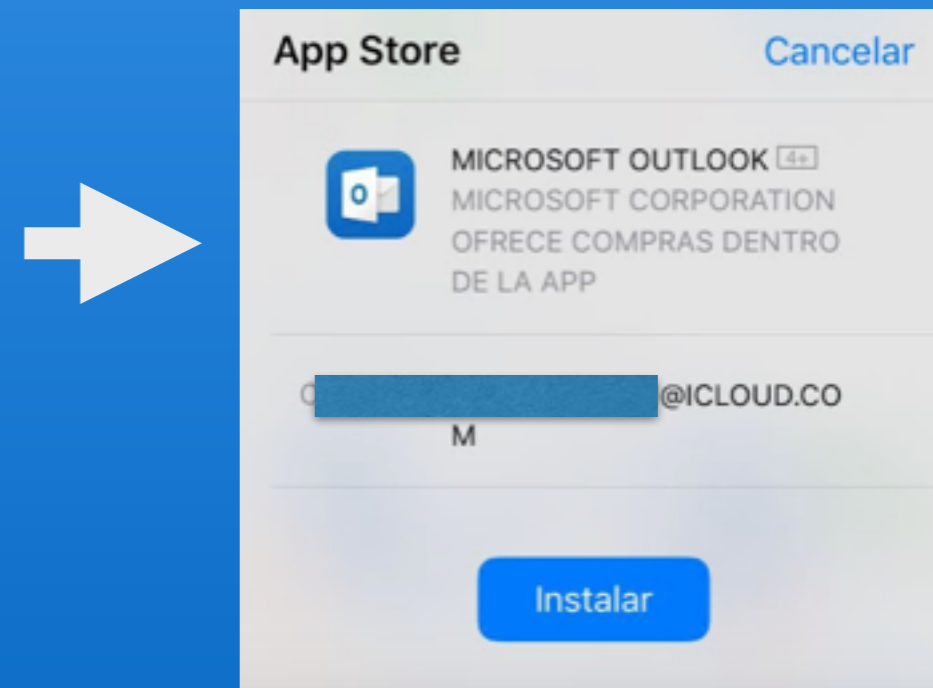 App Store
Cancelar
MICROSOFT OUTLOOK 4+
MICROSOFT CORPORATION
OFRECE COMPRAS DENTRO
DE LA APP
@ICLOUD.CO
M
Instalar